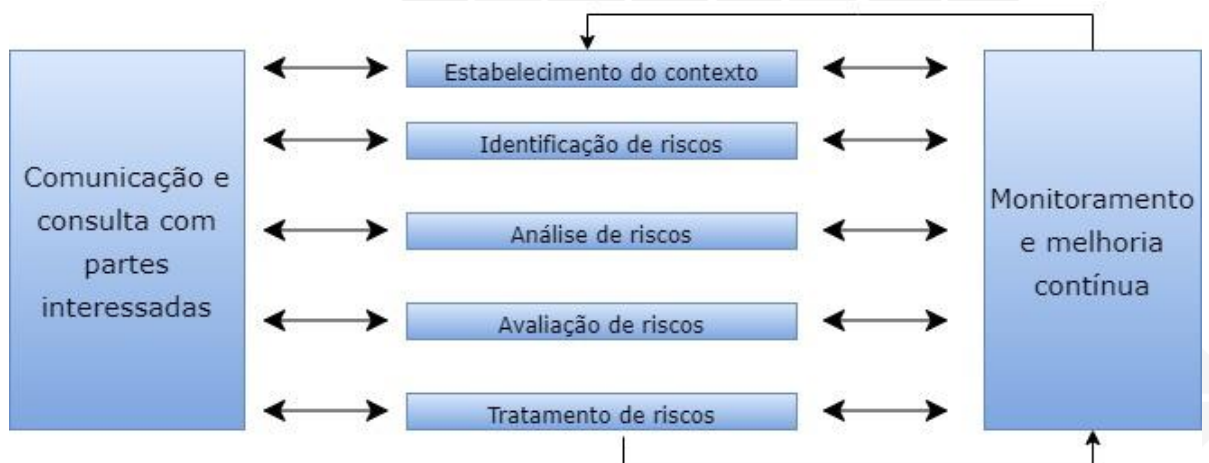 Comunicação e
consulta com
partes
interessadas
Estabelecimento do contexto
Identificação de riscos
Análise de riscos
Avaliação de riscos
Tratamento de riscos
Monitoramento
e melhoria
contínua